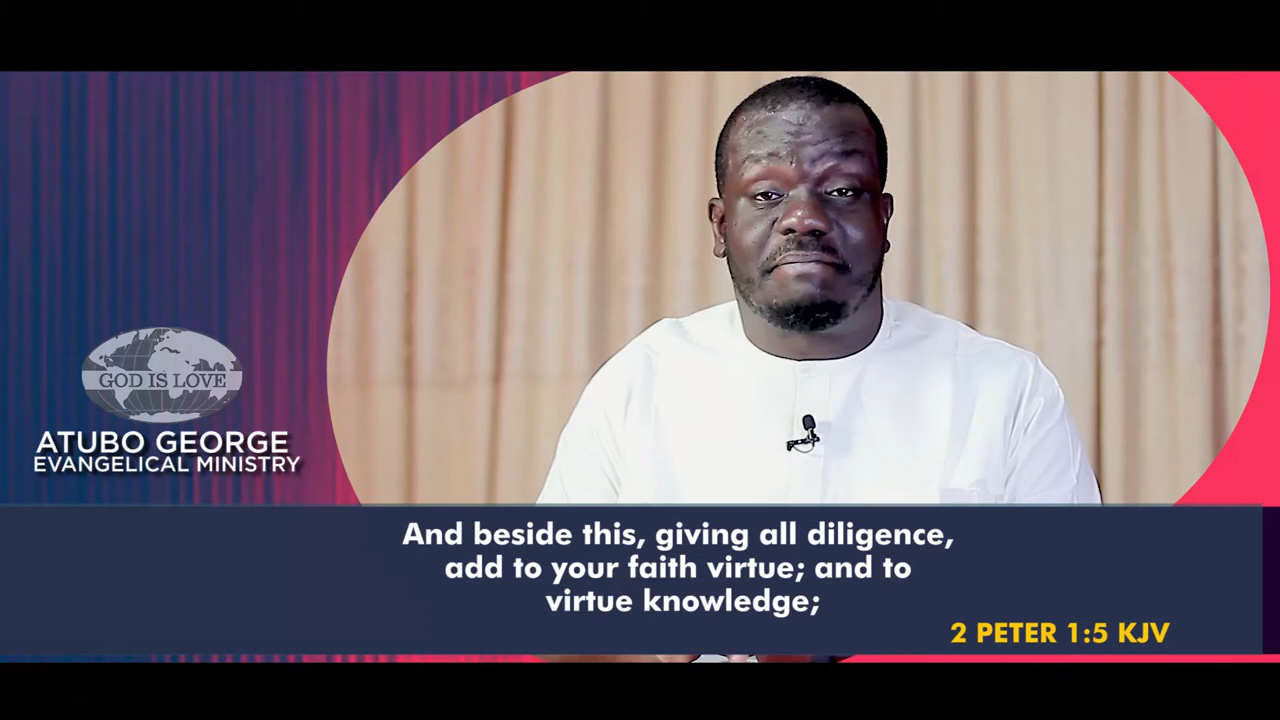 GOD IS LOVE
ATUBO GEORGE
EVANGELICAL MINISTRY
And beside this, giving all diligence,
add to your faith virtue; and to
virtue knowledge;
2 PETER 1:5 KJV